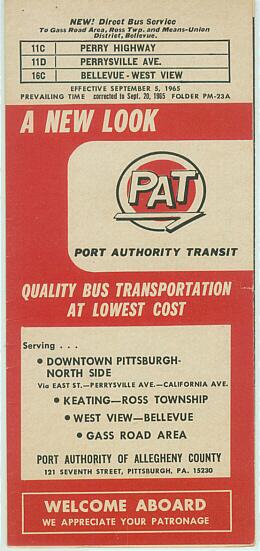 NEW! Direct Bus Service
To Gass Road Area, Ross Twp. and Means-Union
District, Bellevue.
11C PERRY HIGHWAY
11D PERRYSVILLE AVE.
16C BELLEVUE - WEST VIEW
EFFECTIVE SEPTEMBER 5, 1965
PREVAILING TIME corrected to Sept. 20, 1965 FOLDER PM-23A
A NEW LOOK
PAT
PORT AUTHORITY TRANSIT
QUALITY BUS TRANSPORTATION
AT LOWEST COST
Serving . . .
• DOWNTOWN PITTSBURGH-
NORTH SIDE
Via EAST ST.—PERRYSVILLE AVE.—CALIFORNIA AVE.
• KEATING—ROSS TOWNSHIP
• WEST VIEW—BELLEVUE
• GASS ROAD AREA
PORT AUTHORITY OF ALLEGHENY COUNTY
121 SEVENTH STREET, PITTSBURGH, PA. 15230
WELCOME ABOARD
WE APPRECIATE YOUR PATRONAGE